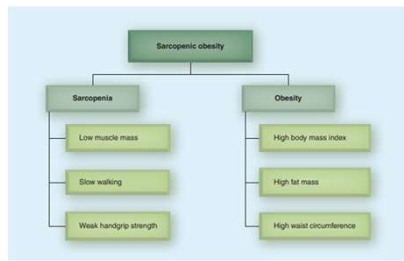 Sarcopenic obesity
Sarcopenia
Low muscle mass
Slow walking
Weak handgrip strength
Obesity
High body mass index
High fat mass
High waist circumference